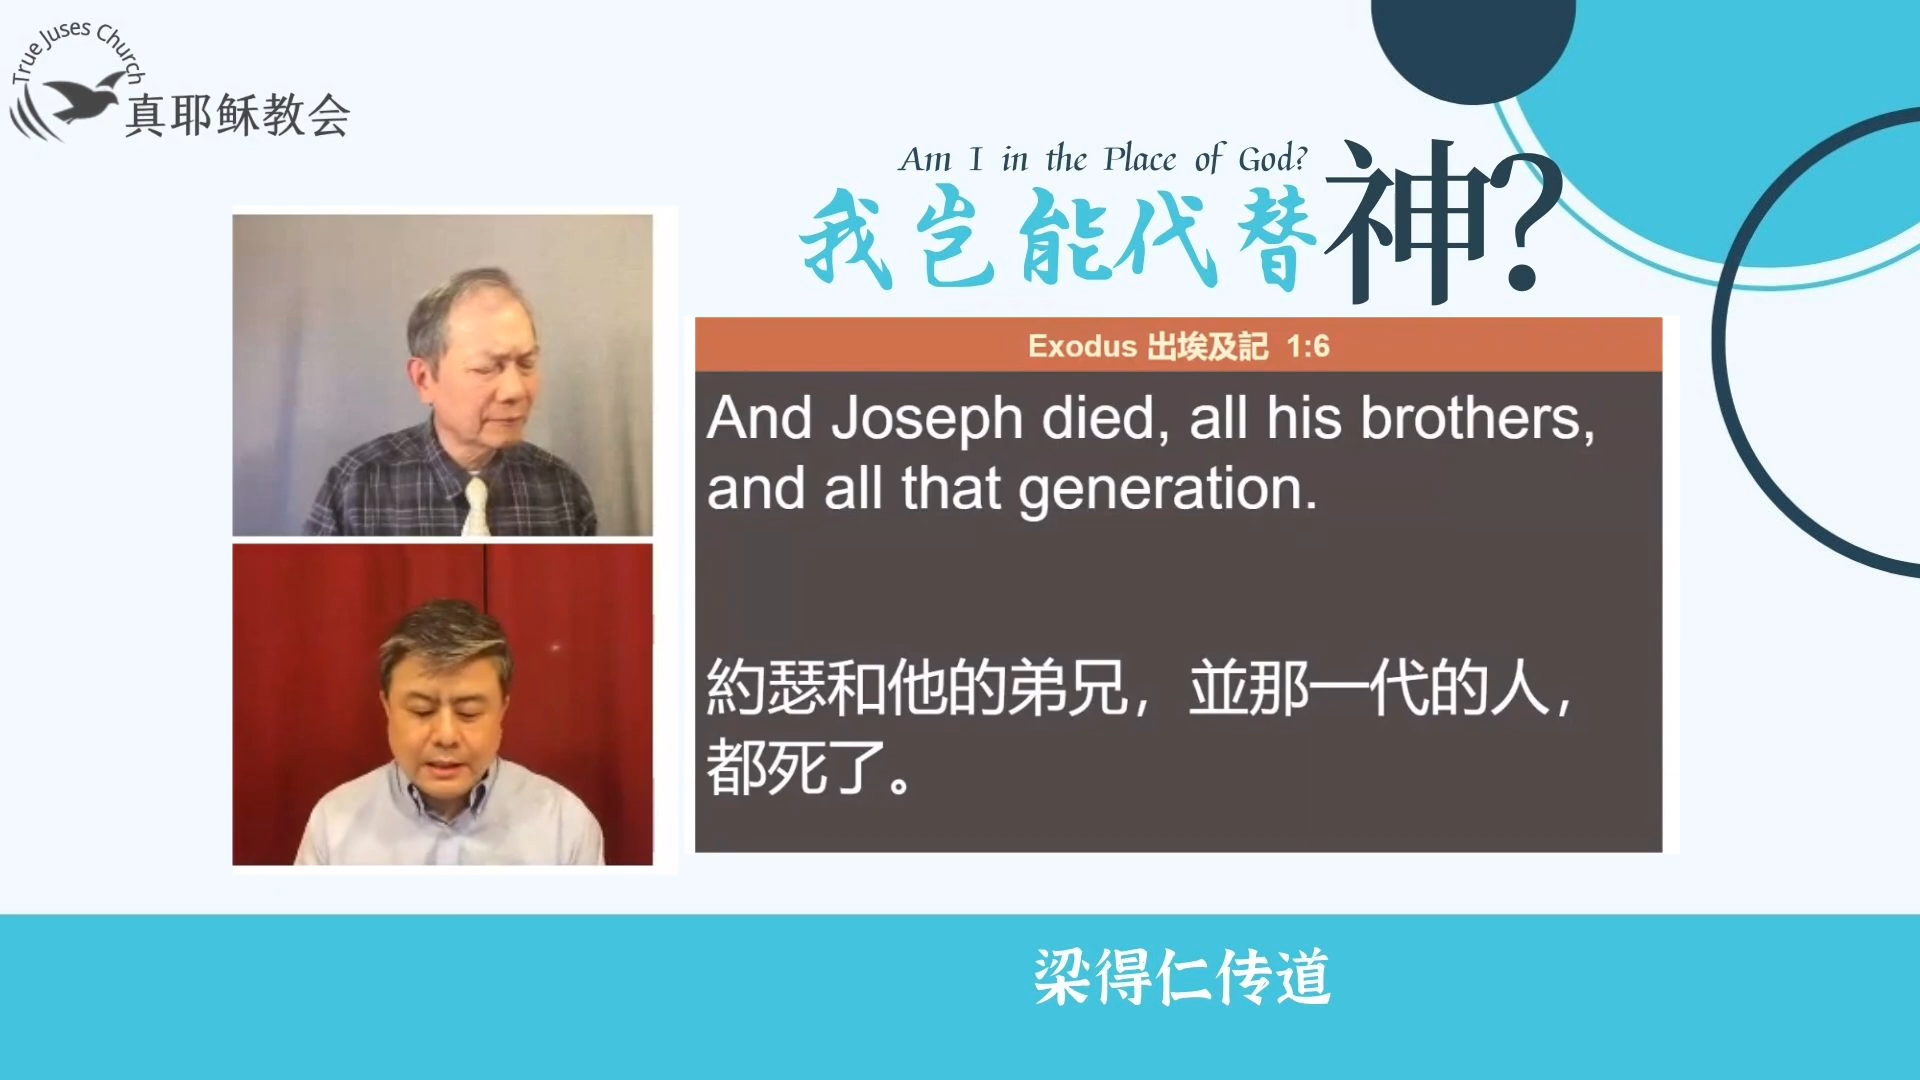 True Juses Church
真耶稣教会
Am I in the Place of God?
我岂能代替神?
Exodus 出埃及記 1:6
And Joseph died, all his brothers,
and all that generation.
約瑟和他的弟兄，並那一代的人，
都死了。
梁得仁传道